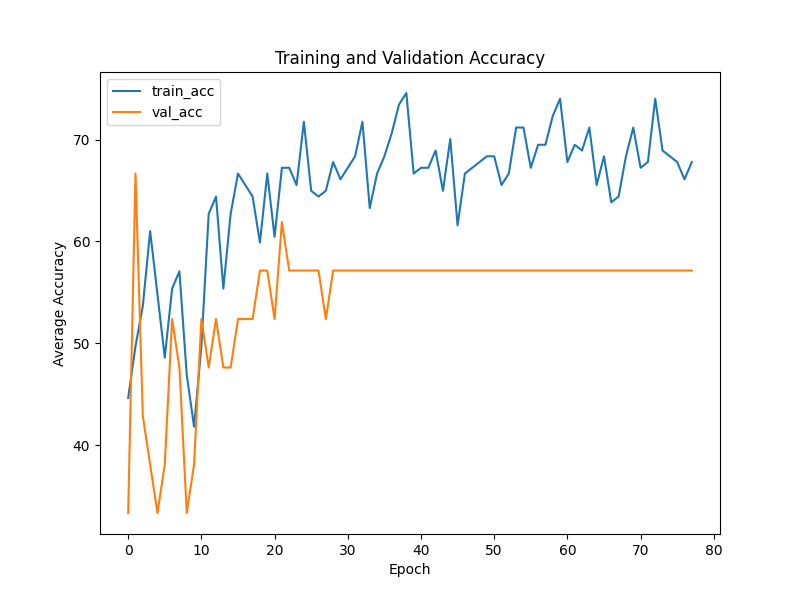 Training and Validation Accuracy
train_acc
val_acc
70
60
50
40
Average Accuracy
0 10 20 30 40 50 60 70 80
Epoch